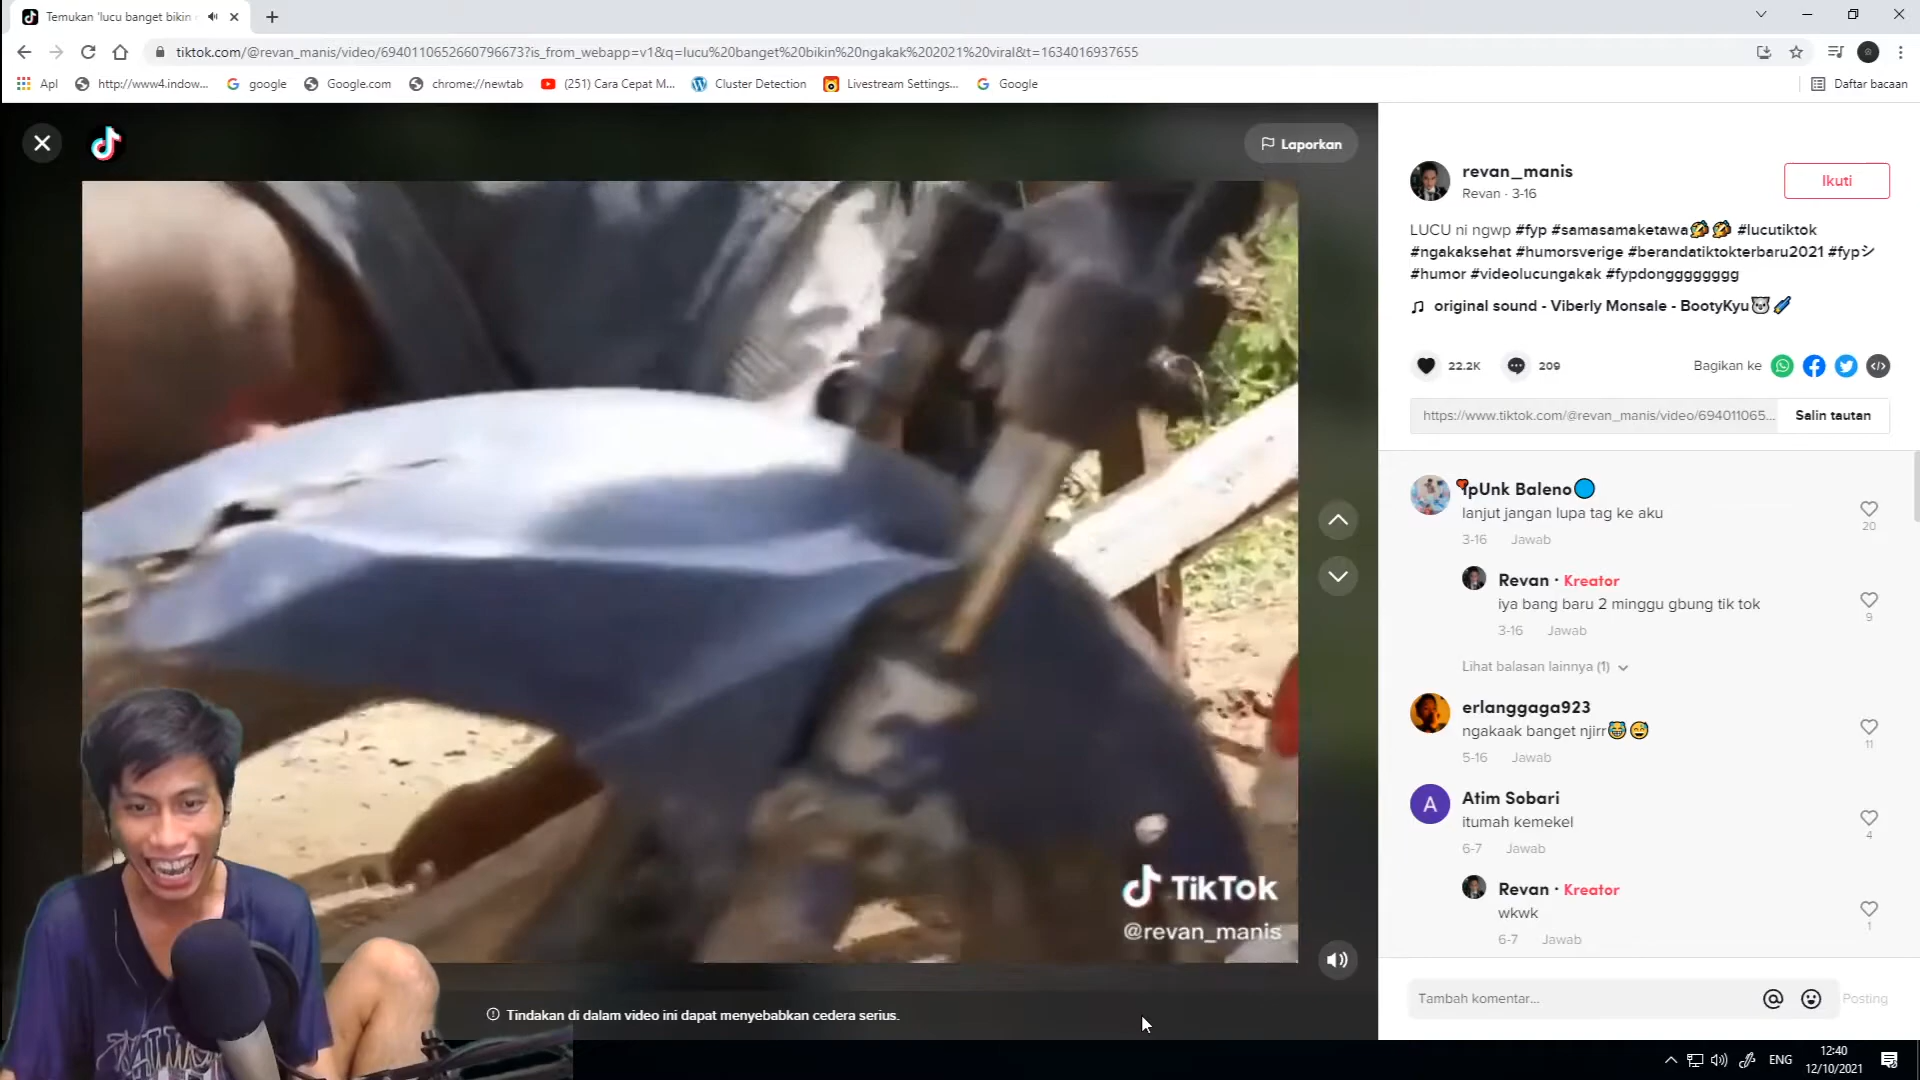 Temukan 'lucu banget bikin
tiktok.com/@revan_manis/video/6940110652660796673?is_from_webapp=v1&q=lucu%20banget%20bikin%20ngakak%202021%20viral&t=1634016937655
Apl
http://www4.indow...
google
Google.com
chrome://newtab
(251) Cara Cepat M...
Cluster Detection
Livestream Settings...
Google
Daftar bacaan
Laporkan
TikTok
@revan_manis
Tindakan di dalam video ini dapat menyebabkan cedera serius.
revan_manis
Revan · 3-16
Ikuti
LUCU ni ngwp #fyp #samasamaketawa🤣🤣 #lucutiktok
#ngakaksehat #humorsverige #berandatiktokterbaru2021 #fypシ
#humor #videolucungakak #fypdongggggggg
original sound - Viberly Monsale - BootyKyu
22.2K
209
Bagikan ke
https://www.tiktok.com/@revan_manis/video/694011065...
Salin tautan
IpUnk Baleno
lanjut jangan lupa tag ke aku
20
3-16 Jawab
Revan · Kreator
iya bang baru 2 minggu gbung tik tok
9
3-16 Jawab
Lihat balasan lainnya (1)
erlanggaga923
ngakaak banget njirr😂😅
11
5-16 Jawab
A
Atim Sobari
itumah kemekel
4
6-7 Jawab
Revan · Kreator
wkwk
1
6-7 Jawab
Tambah komentar...
Posting
ENG
12:40
12/10/2021